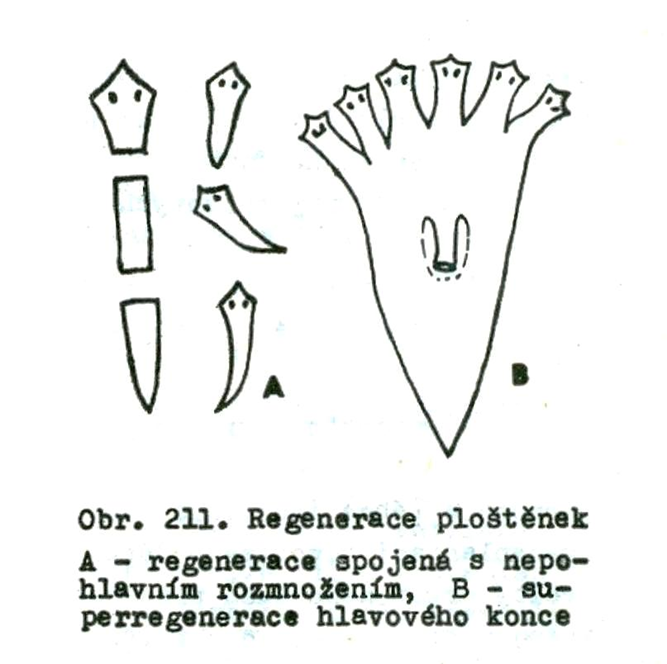 A
B
Obr. 211. Regenerace ploštěnek
A - regenerace spojená s nepo-
hlavním rozmnožením, B - su-
perregenerace hlavového konce